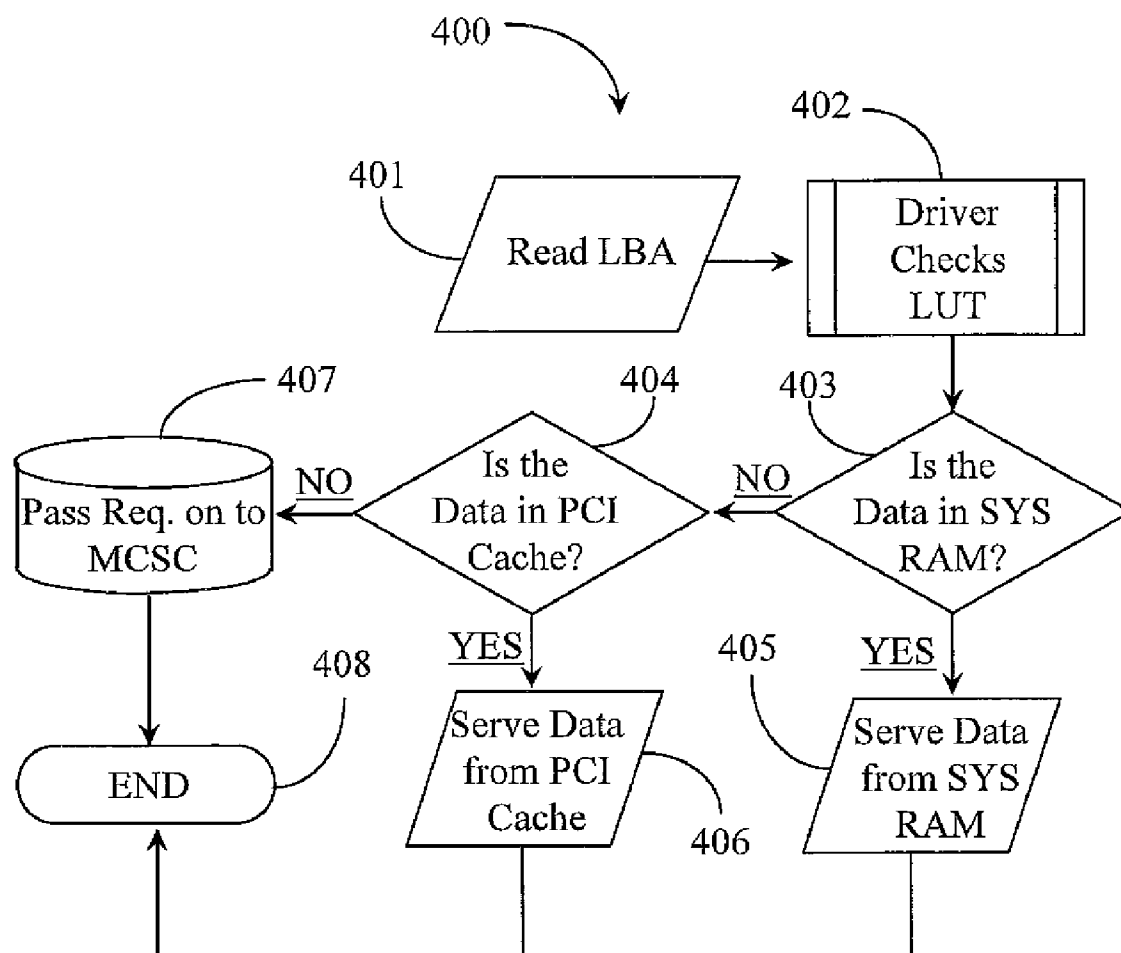 400
402
401
Read LBA
Driver
Checks
LUT
407
404
403
Pass Req. on to
MCSC
NO
Is the
Data in PCI
Cache?
NO
Is the
Data in SYS
RAM?
YES
YES
408
405
END
Serve Data
from PCI
Cache
406
Serve Data
from SYS
RAM